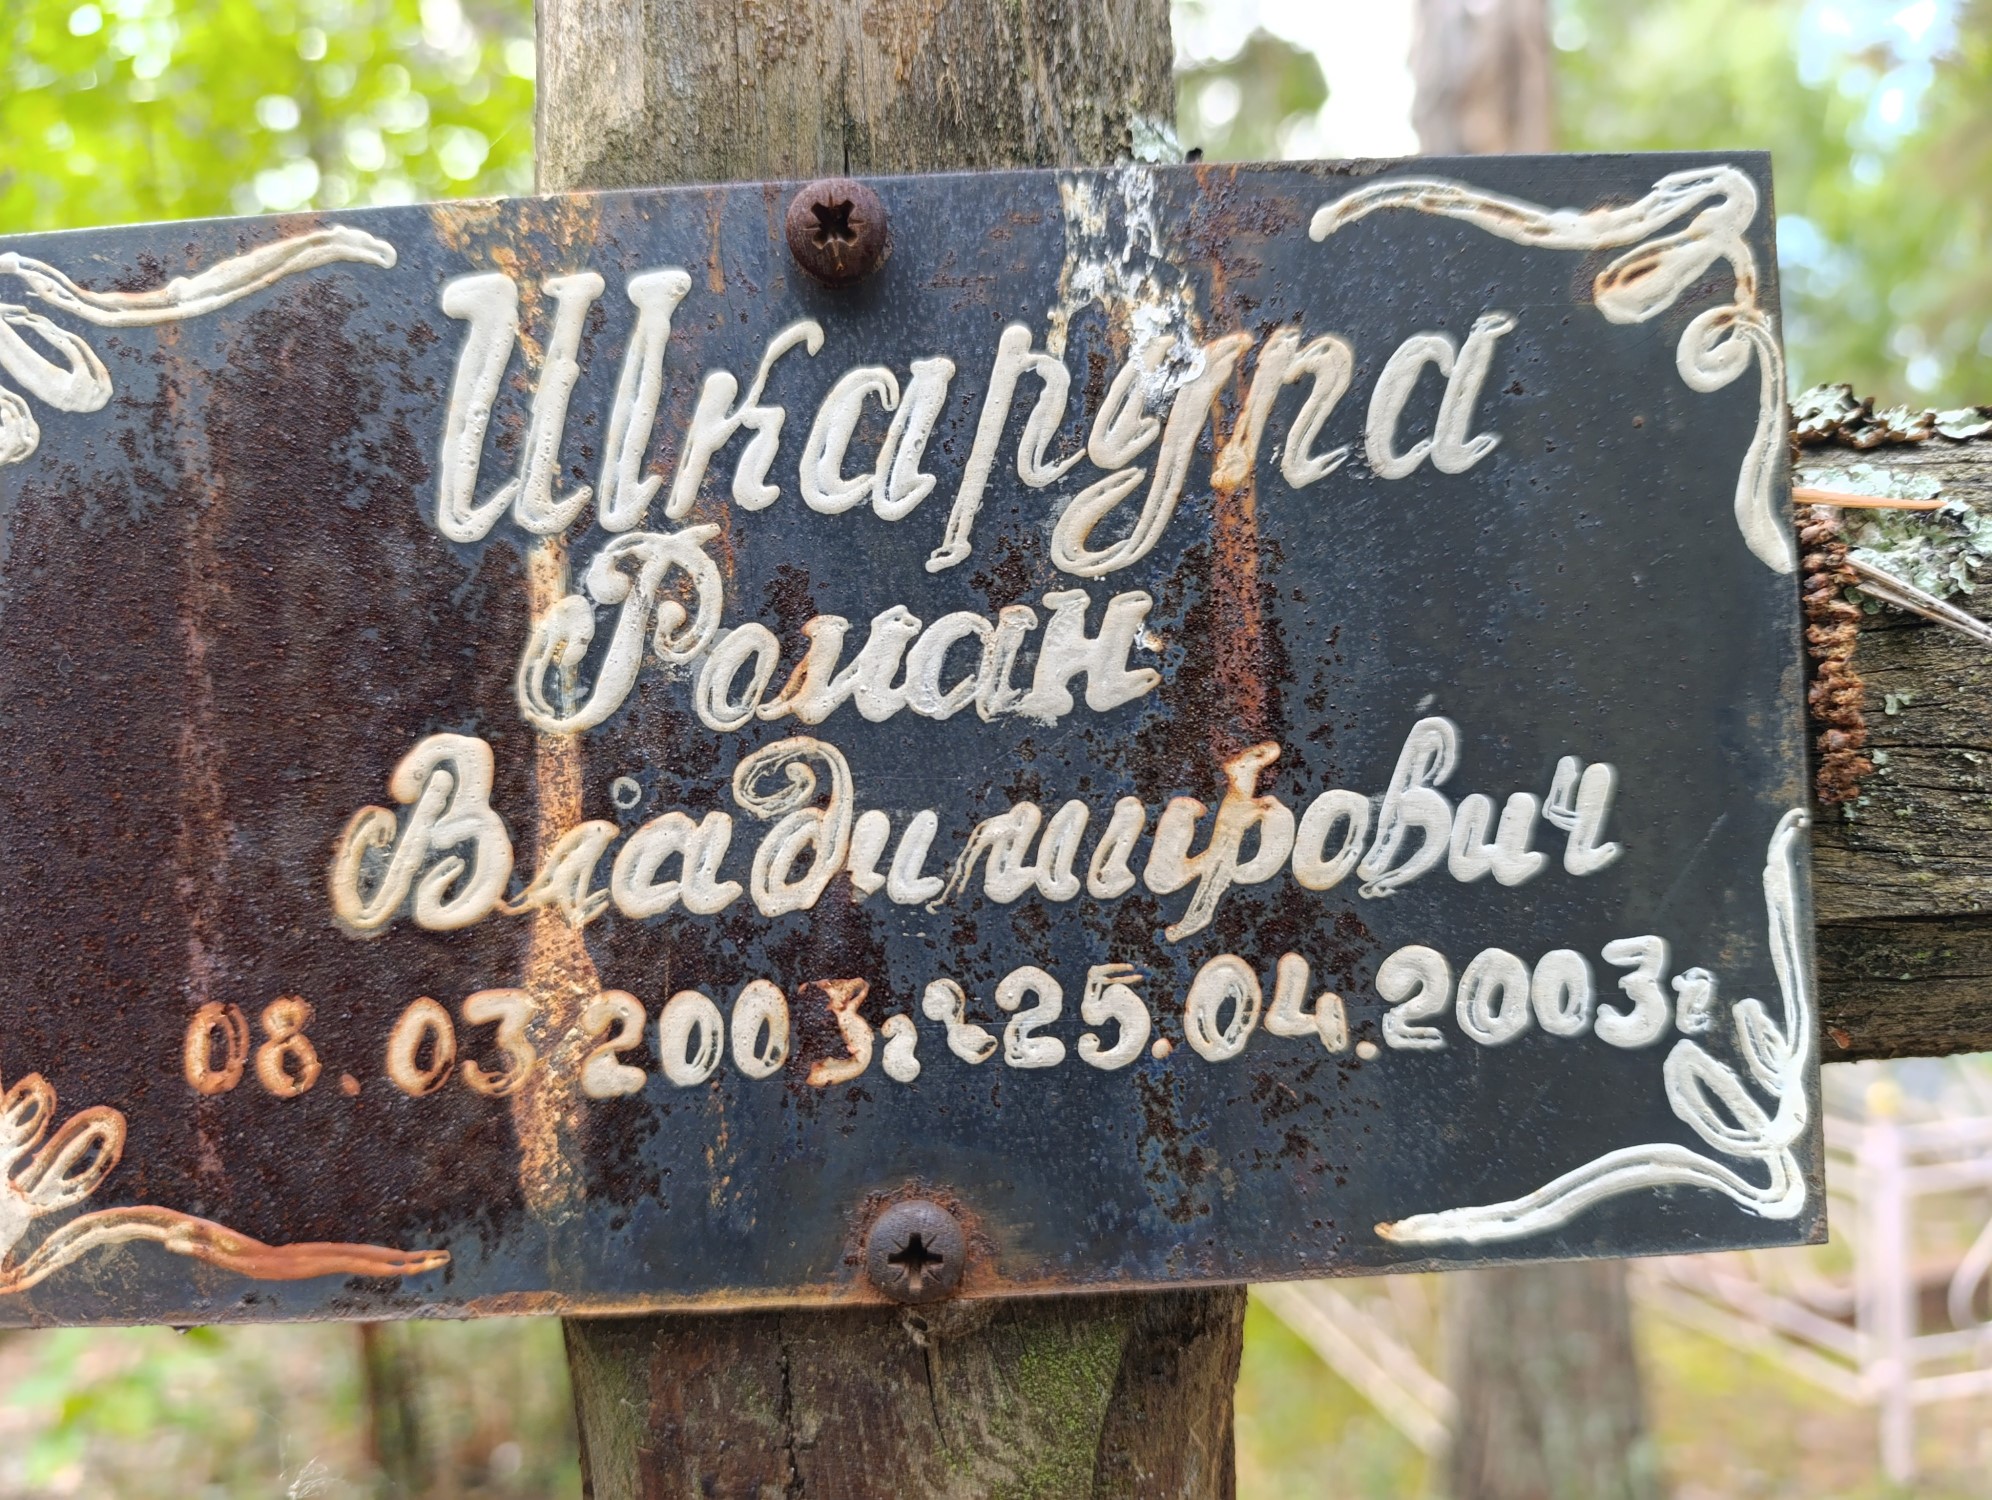 Шкарупа
Роман
Владимирович
08.03 2003г 25.04.2003г